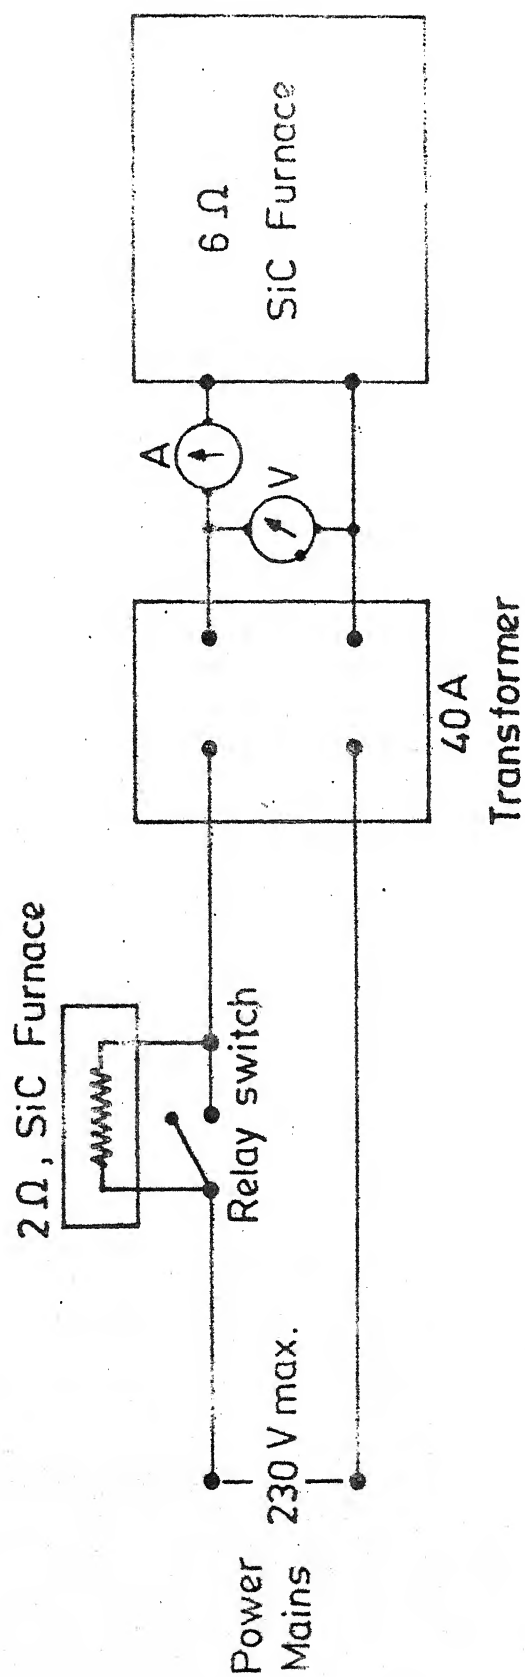 2Ω, SiC Furnace
Relay switch
Power
Mains
230 V max.
40A
Transformer
A
V
6 Ω
SiC Furnace